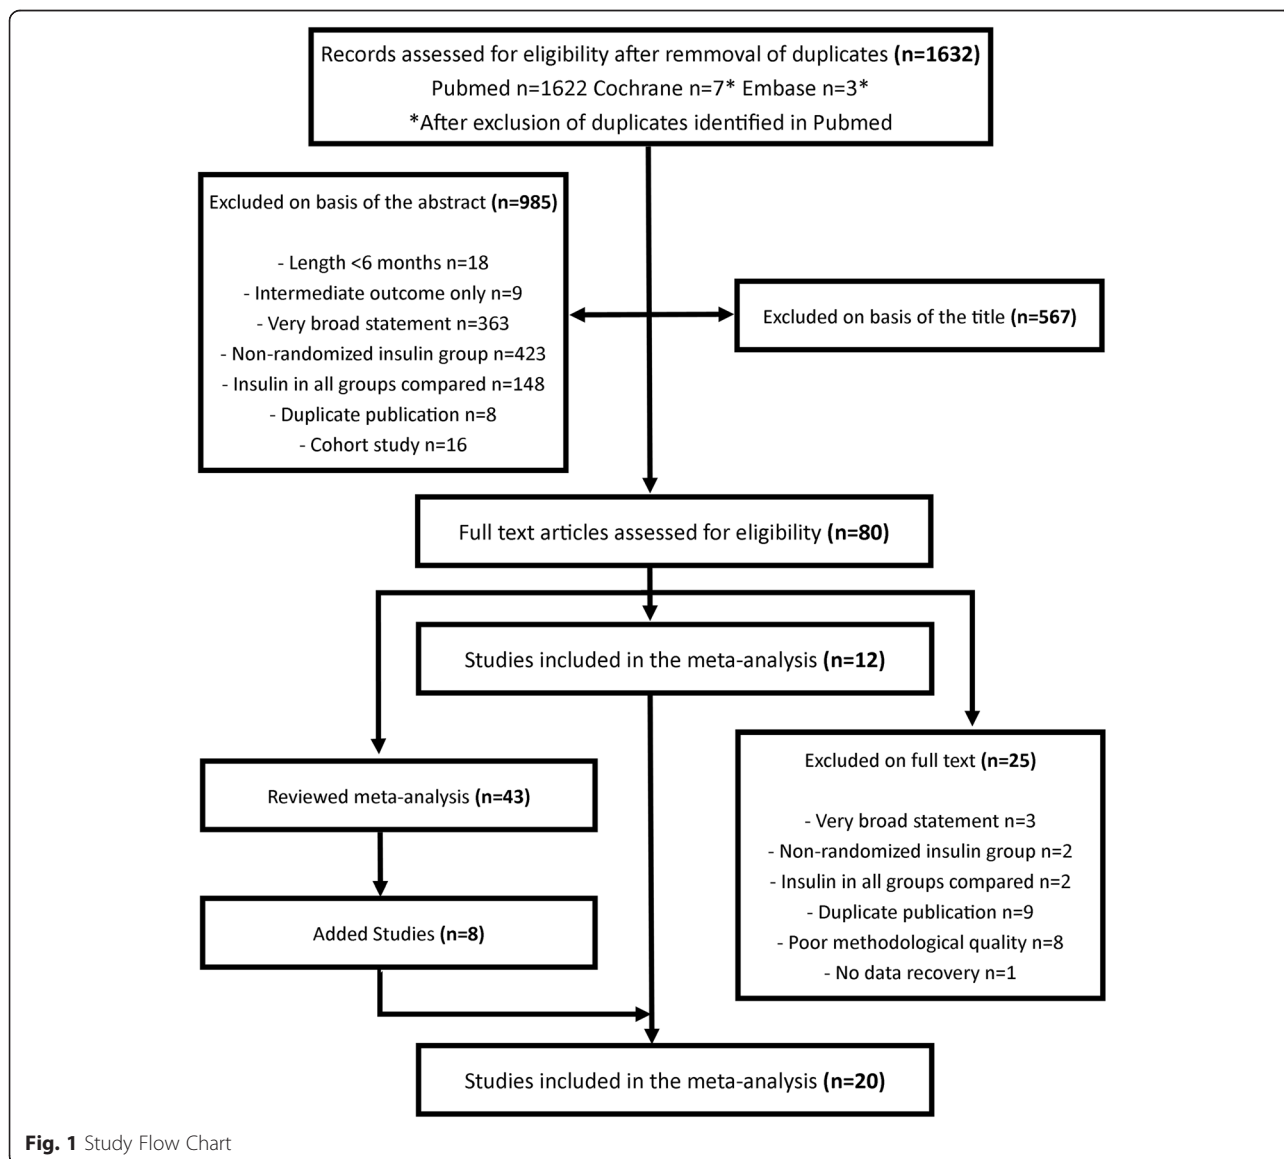 Records assessed for eligibility after remmoval of duplicates (n=1632)
Pubmed n=1622 Cochrane n=7* Embase n=3*
*After exclusion of duplicates identified in Pubmed
Excluded on basis of the abstract (n=985)
- Length <6 months n=18
- Intermediate outcome only n=9
- Very broad statement n=363
- Non-randomized insulin group n=423
- Insulin in all groups compared n=148
- Duplicate publication n=8
- Cohort study n=16
Excluded on basis of the title (n=567)
Full text articles assessed for eligibility (n=80)
Studies included in the meta-analysis (n=12)
Reviewed meta-analysis (n=43)
Added Studies (n=8)
Excluded on full text (n=25)
- Very broad statement n=3
- Non-randomized insulin group n=2
- Insulin in all groups compared n=2
- Duplicate publication n=9
- Poor methodological quality n=8
- No data recovery n=1
Studies included in the meta-analysis (n=20)
Fig. 1 Study Flow Chart